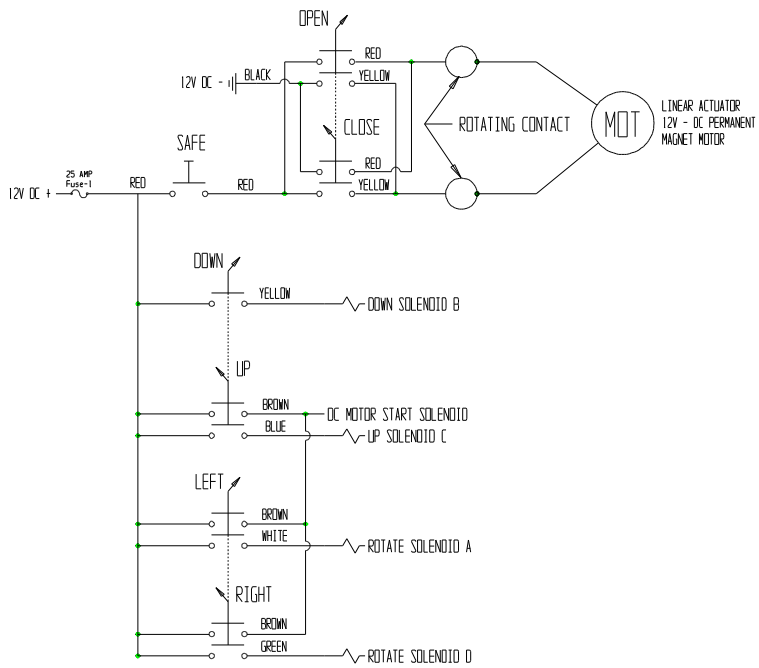 OPEN
RED
12V DC -
BLACK
YELLOW
CLOSE
ROTATING CONTACT
MOT
LINEAR ACTUATOR
12V - DC PERMANENT
MAGNET MOTOR
SAFE
RED
YELLOW
25 AMP
Fuse-1
12V DC +
RED
RED
DOWN
YELLOW
DOWN SOLENOID B
UP
BROWN
DC MOTOR START SOLENOID
BLUE
UP SOLENOID C
LEFT
BROWN
WHITE
ROTATE SOLENOID A
RIGHT
BROWN
GREEN
ROTATE SOLENOID D